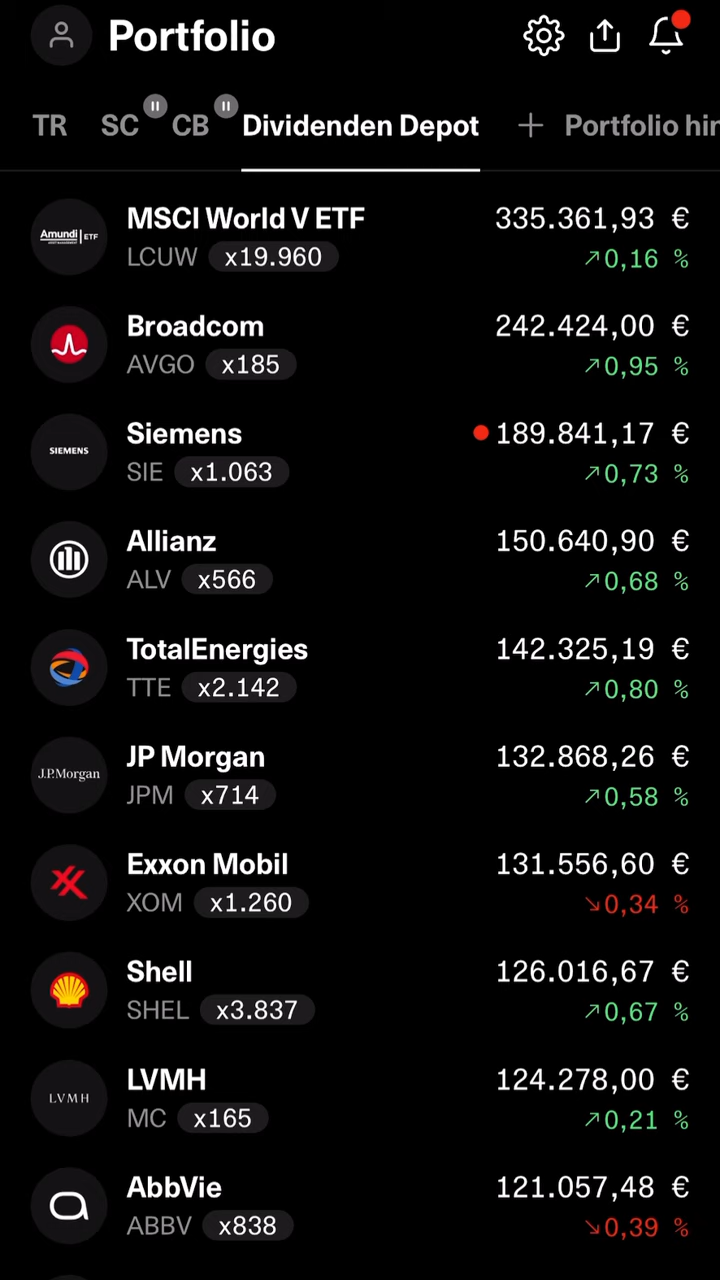 Portfolio
TR SC CB Dividenden Depot + Portfolio hin
Amundi ETF
MSCI World V ETF 335.361,93 €
LCUW x19.960 ↗0,16 %
Broadcom 242.424,00 €
AVGO x185 ↗0,95 %
SIEMENS
Siemens 189.841,17 €
SIE x1.063 ↗0,73 %
Allianz 150.640,90 €
ALV x566 ↗0,68 %
TotalEnergies 142.325,19 €
TTE x2.142 ↗0,80 %
J.P.Morgan
JP Morgan 132.868,26 €
JPM x714 ↗0,58 %
Exxon Mobil 131.556,60 €
XOM x1.260 ↘0,34 %
Shell 126.016,67 €
SHEL x3.837 ↗0,67 %
LVMH
LVMH 124.278,00 €
MC x165 ↗0,21 %
AbbVie 121.057,48 €
ABBV x838 ↘0,39 %